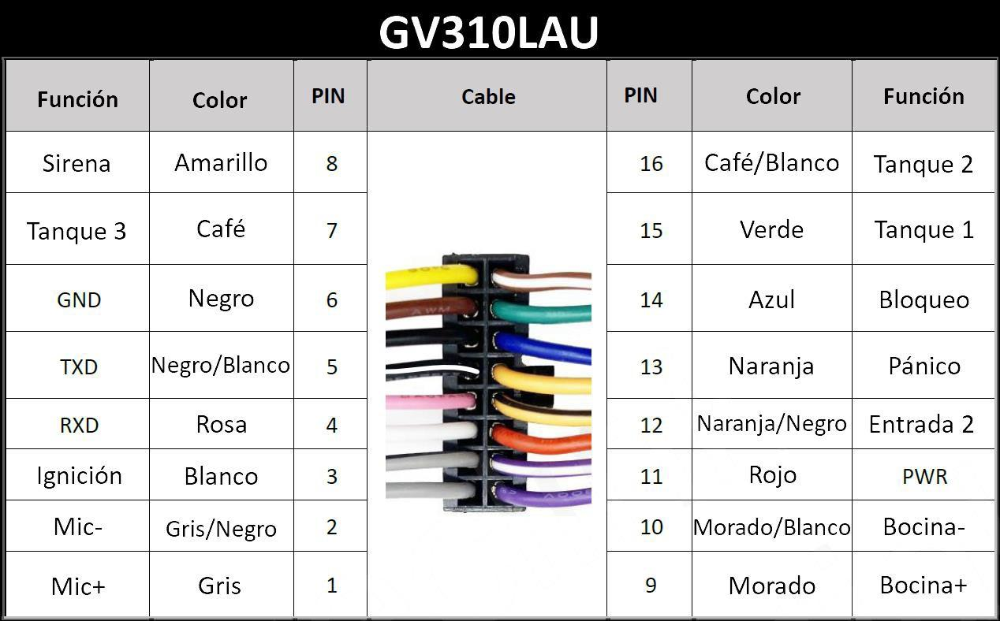 GV310LAU
Función Color PIN Cable PIN Color Función
Sirena Amarillo 8 16 Café/Blanco Tanque 2
Tanque 3 Café 7 15 Verde Tanque 1
GND Negro 6 14 Azul Bloqueo
TXD Negro/Blanco 5 13 Naranja Pánico
RXD Rosa 4 12 Naranja/Negro Entrada 2
Ignición Blanco 3 11 Rojo PWR
Mic- Gris/Negro 2 10 Morado/Blanco Bocina-
Mic+ Gris 1 9 Morado Bocina+
AWM